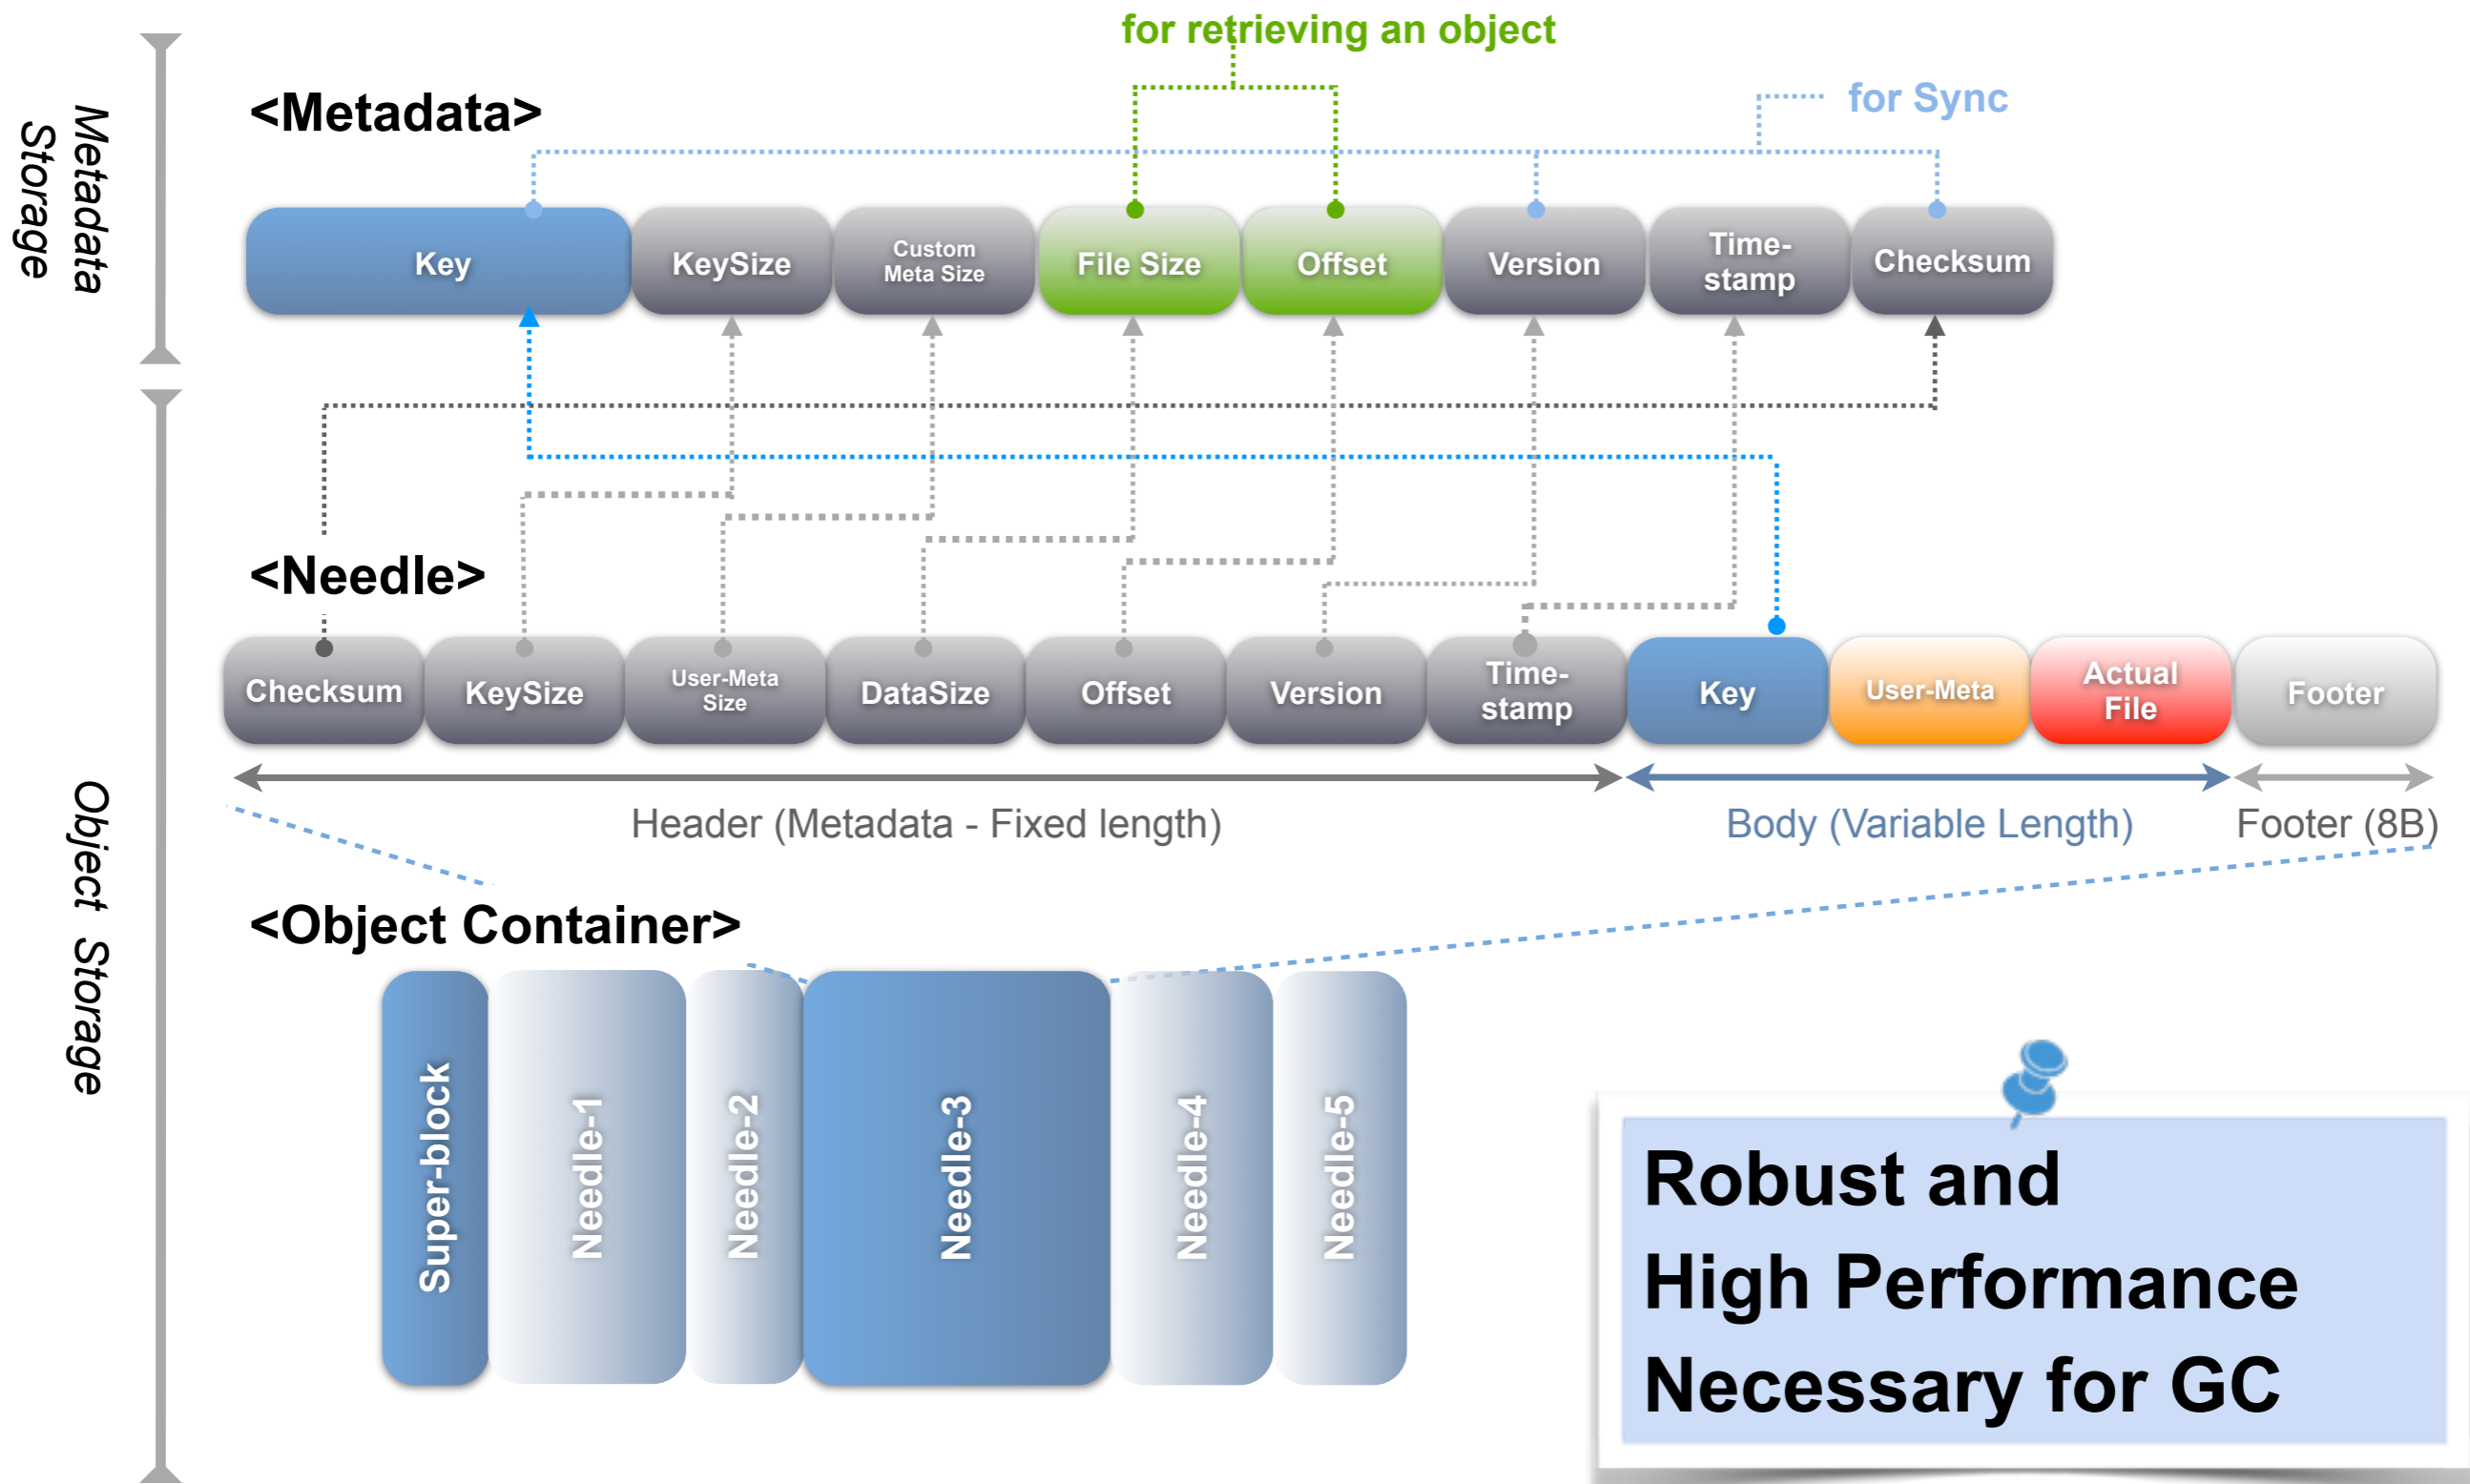 for retrieving an object
for Sync
<Metadata>
Metadata
Storage
Key
KeySize
Custom
Meta Size
File Size
Offset
Version
Time-
stamp
Checksum
<Needle>
Checksum
KeySize
User-Meta
Size
DataSize
Offset
Version
Time-
stamp
Key
User-Meta
Actual
File
Footer
Header (Metadata - Fixed length)
Body (Variable Length)
Footer (8B)
Object Storage
<Object Container>
Super-block
Needle-1
Needle-2
Needle-3
Needle-4
Needle-5
Robust and
High Performance
Necessary for GC